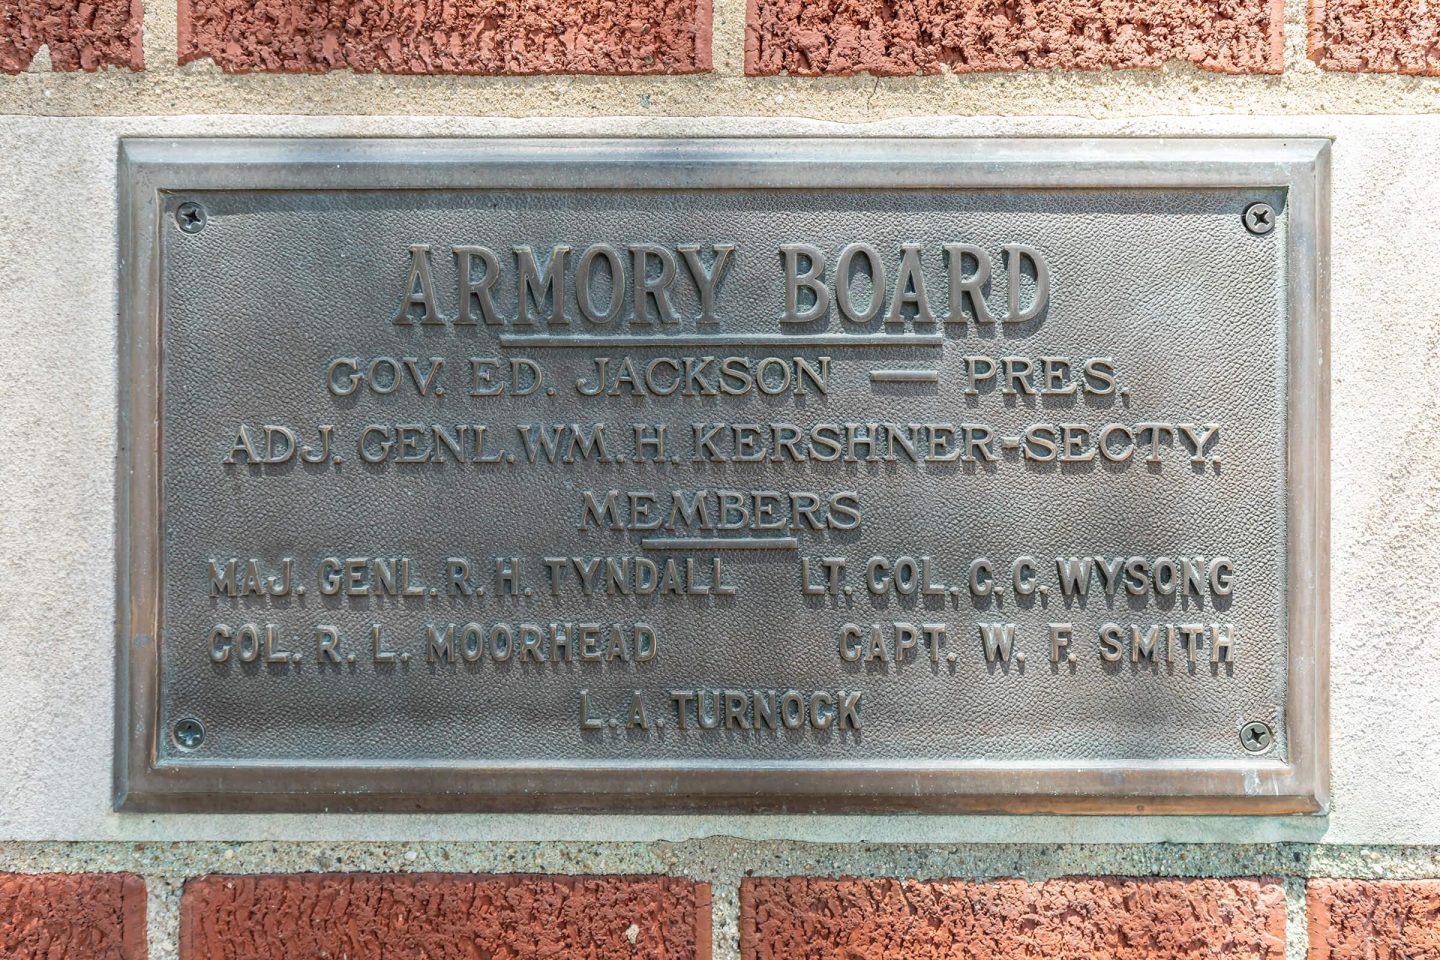 ARMORY BOARD
GOV. ED. JACKSON — PRES.
ADJ. GENL. WM. H. KERSHNER-SECTY.
MEMBERS
MAJ. GENL. R. H. TYNDALL LT. COL. G. G. WYSONG
COL. R. L. MOORHEAD CAPT. W. F. SMITH
L. A. TURNOCK